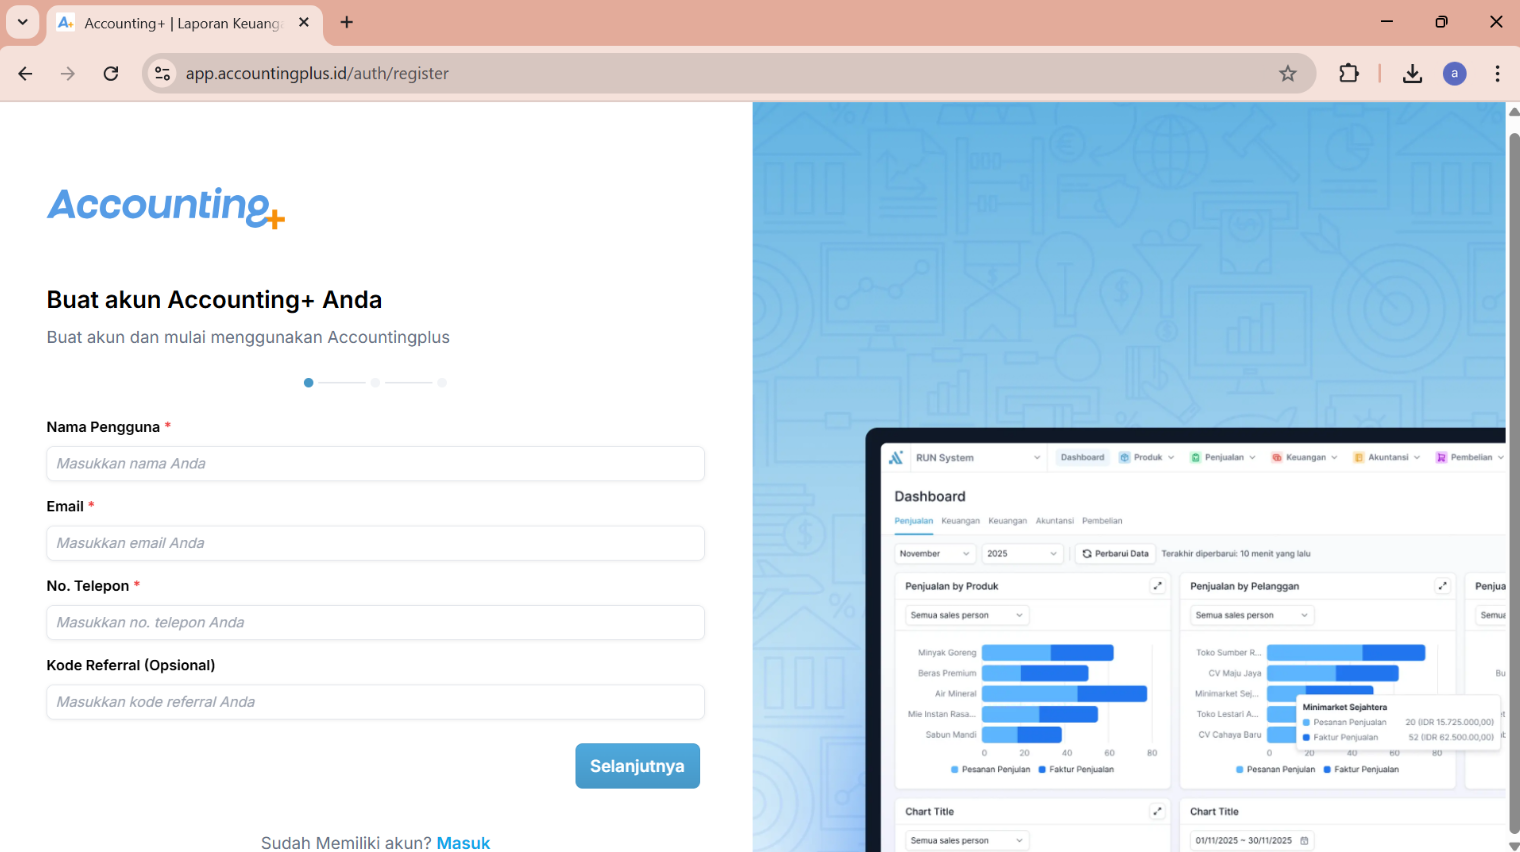 Accounting+ | Laporan Keuang
app.accountingplus.id/auth/register
a
Accounting+
Buat akun Accounting+ Anda
Buat akun dan mulai menggunakan Accountingplus
Nama Pengguna *
Masukkan nama Anda
Email *
Masukkan email Anda
No. Telepon *
Masukkan no. telepon Anda
Kode Referral (Opsional)
Masukkan kode referral Anda
Selanjutnya
Sudah Memiliki akun? Masuk
RUN System
Dashboard Produk Penjualan Keuangan Akuntansi Pembelian
Dashboard
Penjualan Keuangan Keuangan Akuntansi Pembelian
November 2025 Perbarui Data Terakhir diperbarui: 10 menit yang lalu
Penjualan by Produk
Semua sales person
Minyak Goreng
Beras Premium
Air Mineral
Mie Instan Rasa...
Sabun Mandi
0 20 40 60 80
Pesanan Penjulan Faktur Penjualan
Penjualan by Pelanggan
Semua sales person
Toko Sumber R...
CV Maju Jaya
Minimarket Sej...
Toko Lestari A...
CV Cahaya Baru
Minimarket Sejahtera
Pesanan Penjualan 20 (IDR 15.725.000,00)
Faktur Penjualan 52 (IDR 62.500.00,00)
0 20 40 60 80
Pesanan Penjulan Faktur Penjualan
Penjua
Semua
Bu
Chart Title
Semua sales person
Chart Title
01/11/2025 ~ 30/11/2025